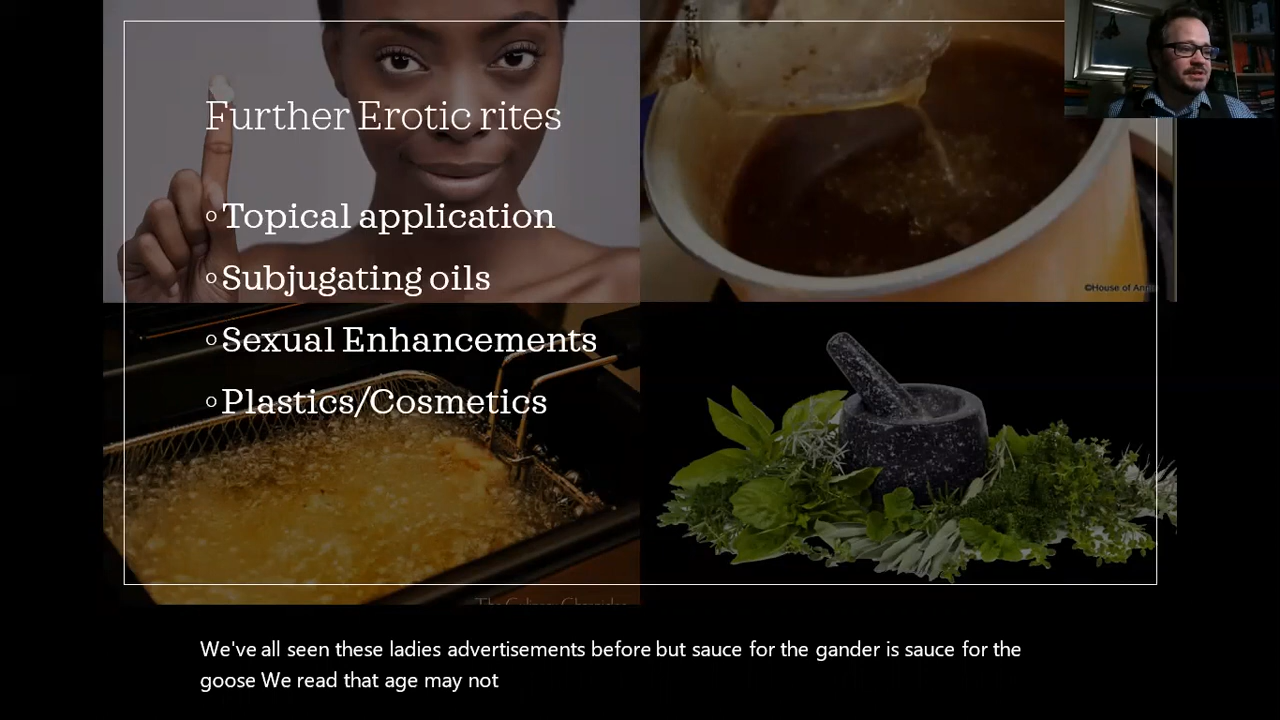 Further Erotic rites
Topical application
Subjugating oils
Sexual Enhancements
Plastics/Cosmetics
©House of Ann
We've all seen these ladies advertisements before but sauce for the gander is sauce for the
goose We read that age may not